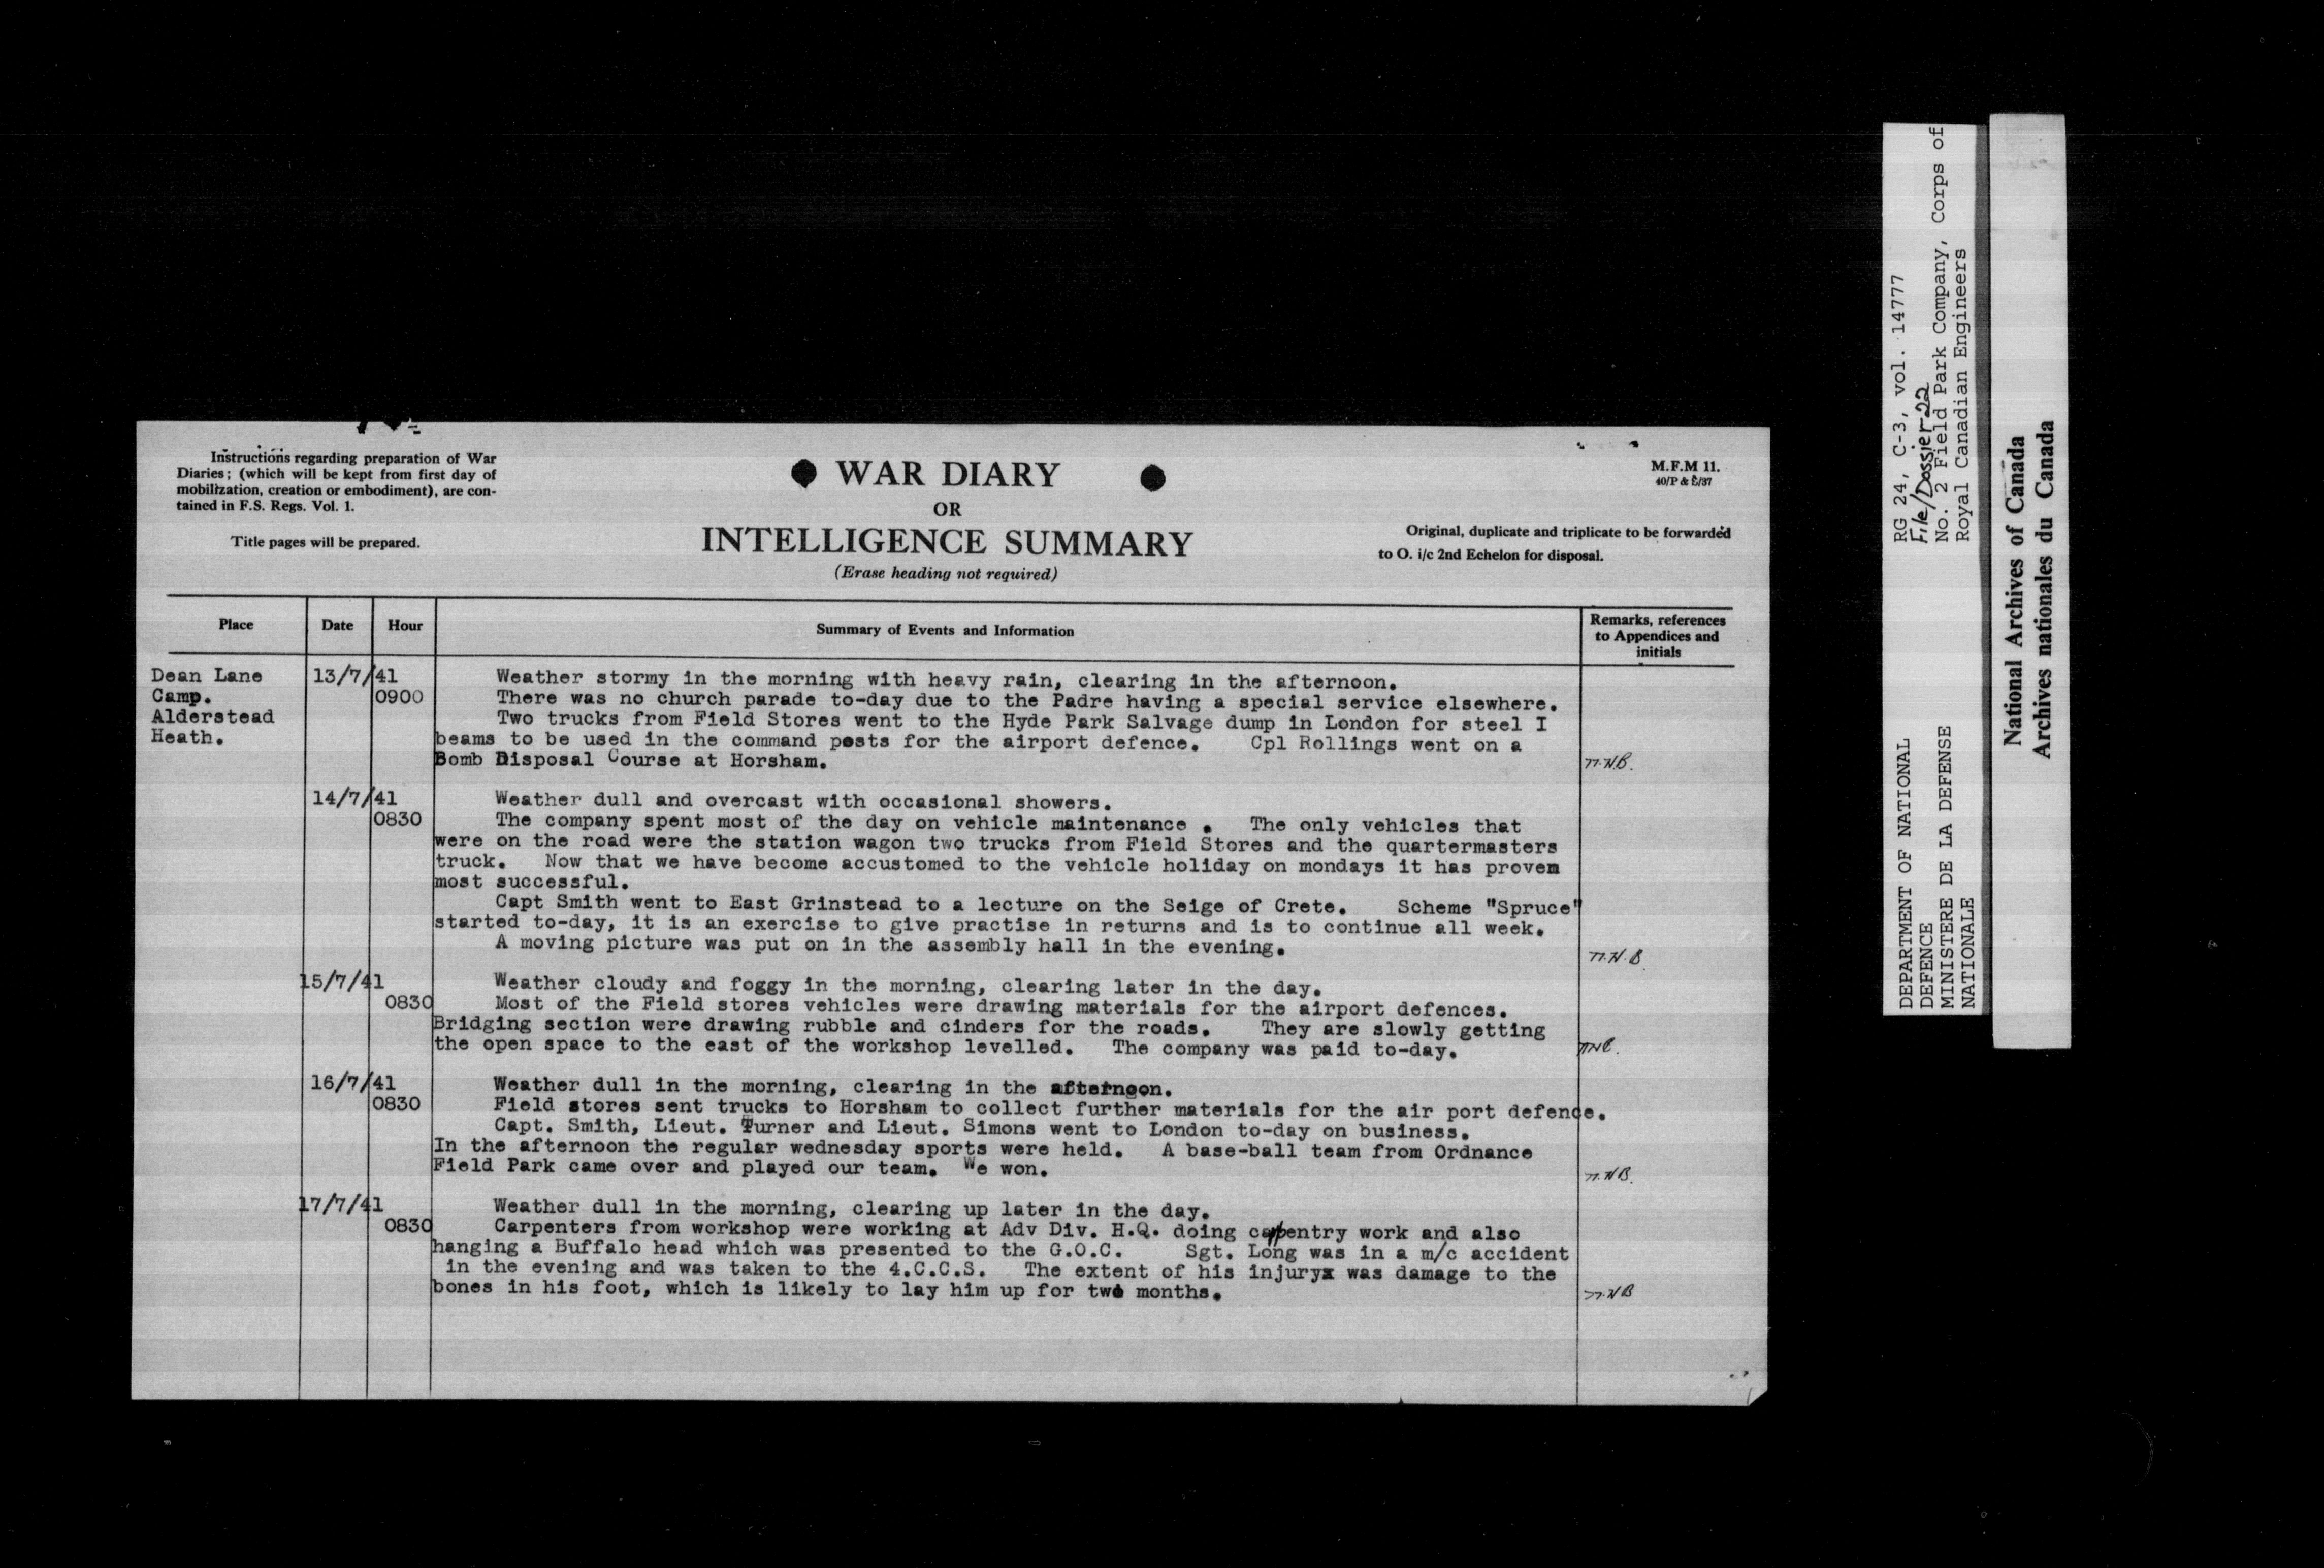 Instructions regarding preparation of War
Diaries; (which will be kept from first day of
mobilization, creation or embodiment), are con-
tained in F.S. Regs. Vol. 1.
Title pages will be prepared.
WAR DIARY
OR
INTELLIGENCE SUMMARY
(Erase heading not required)
M.F.M 11.
40/P & S/37
Original, duplicate and triplicate to be forwarded
to O. i/c 2nd Echelon for disposal.
Place Date Hour Summary of Events and Information Remarks, references
to Appendices and
initials
Dean Lane
Camp.
Alderstead
Heath.
13/7/41
0900
Weather stormy in the morning with heavy rain, clearing in the afternoon.
There was no church parade to-day due to the Padre having a special service elsewhere.
Two trucks from Field Stores went to the Hyde Park Salvage dump in London for steel I
beams to be used in the command posts for the airport defence. Cpl Rollings went on a
Bomb Disposal Course at Horsham.
14/7/41
0830
Weather dull and overcast with occasional showers.
The company spent most of the day on vehicle maintenance . The only vehicles that
were on the road were the station wagon two trucks from Field Stores and the quartermasters
truck. Now that we have become accustomed to the vehicle holiday on mondays it has proven
most successful.
Capt Smith went to East Grinstead to a lecture on the Seige of Crete. Scheme "Spruce"
started to-day, it is an exercise to give practise in returns and is to continue all week.
A moving picture was put on in the assembly hall in the evening.
15/7/41
0830
Weather cloudy and foggy in the morning, clearing later in the day.
Most of the Field stores vehicles were drawing materials for the airport defences.
Bridging section were drawing rubble and cinders for the roads. They are slowly getting
the open space to the east of the workshop levelled. The company was paid to-day.
16/7/41
0830
Weather dull in the morning, clearing in the afternoon.
Field stores sent trucks to Horsham to collect further materials for the air port defence.
Capt. Smith, Lieut. Turner and Lieut. Simons went to London to-day on business.
In the afternoon the regular wednesday sports were held. A base-ball team from Ordnance
Field Park came over and played our team. We won.
17/7/41
0830
Weather dull in the morning, clearing up later in the day.
Carpenters from workshop were working at Adv Div. H.Q. doing carpentry work and also
hanging a Buffalo head which was presented to the G.O.C. Sgt. Long was in a m/c accident
in the evening and was taken to the 4.C.C.S. The extent of his injuryx was damage to the
bones in his foot, which is likely to lay him up for two months.
DEPARTMENT OF NATIONAL
DEFENCE
MINISTERE DE LA DEFENSE
NATIONALE
RG 24, C-3, vol. 14777
File/Dossier-22
No. 2 Field Park Company, Corps of
Royal Canadian Engineers
National Archives of Canada
Archives nationales du Canada